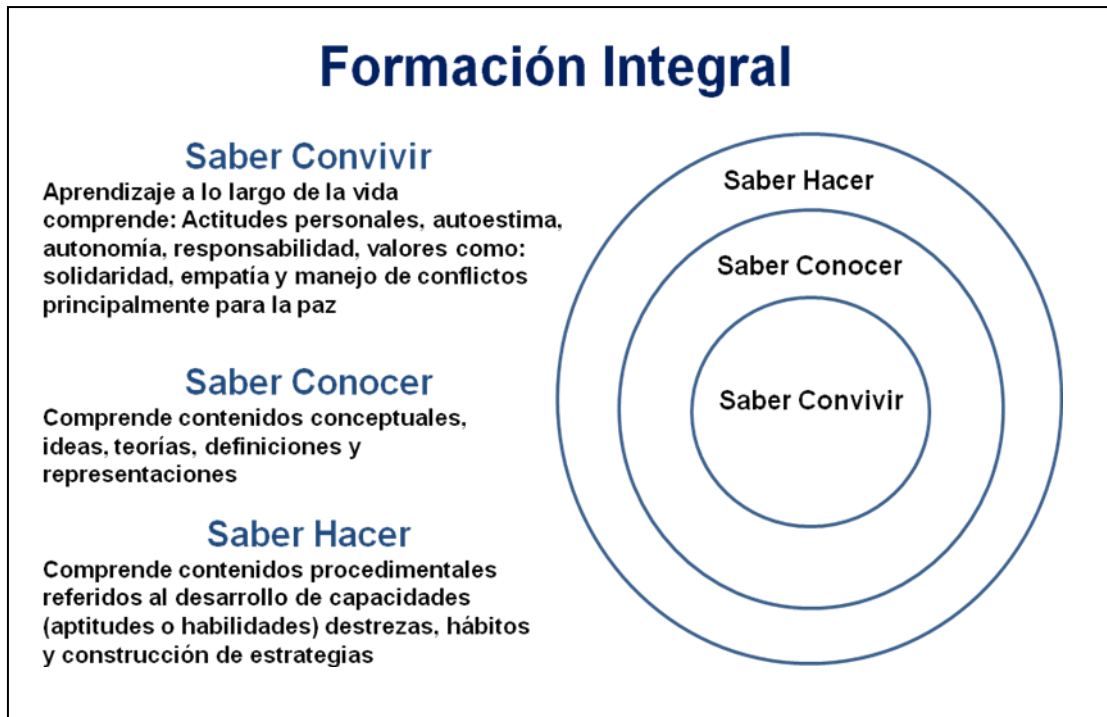 Formación Integral
Saber Convivir
Aprendizaje a lo largo de la vida
comprende: Actitudes personales, autoestima,
autonomía, responsabilidad, valores como:
solidaridad, empatía y manejo de conflictos
principalmente para la paz
Saber Conocer
Comprende contenidos conceptuales,
ideas, teorías, definiciones y
representaciones
Saber Hacer
Comprende contenidos procedimentales
referidos al desarrollo de capacidades
(aptitudes o habilidades) destrezas, hábitos
y construcción de estrategias
Saber Hacer
Saber Conocer
Saber Convivir